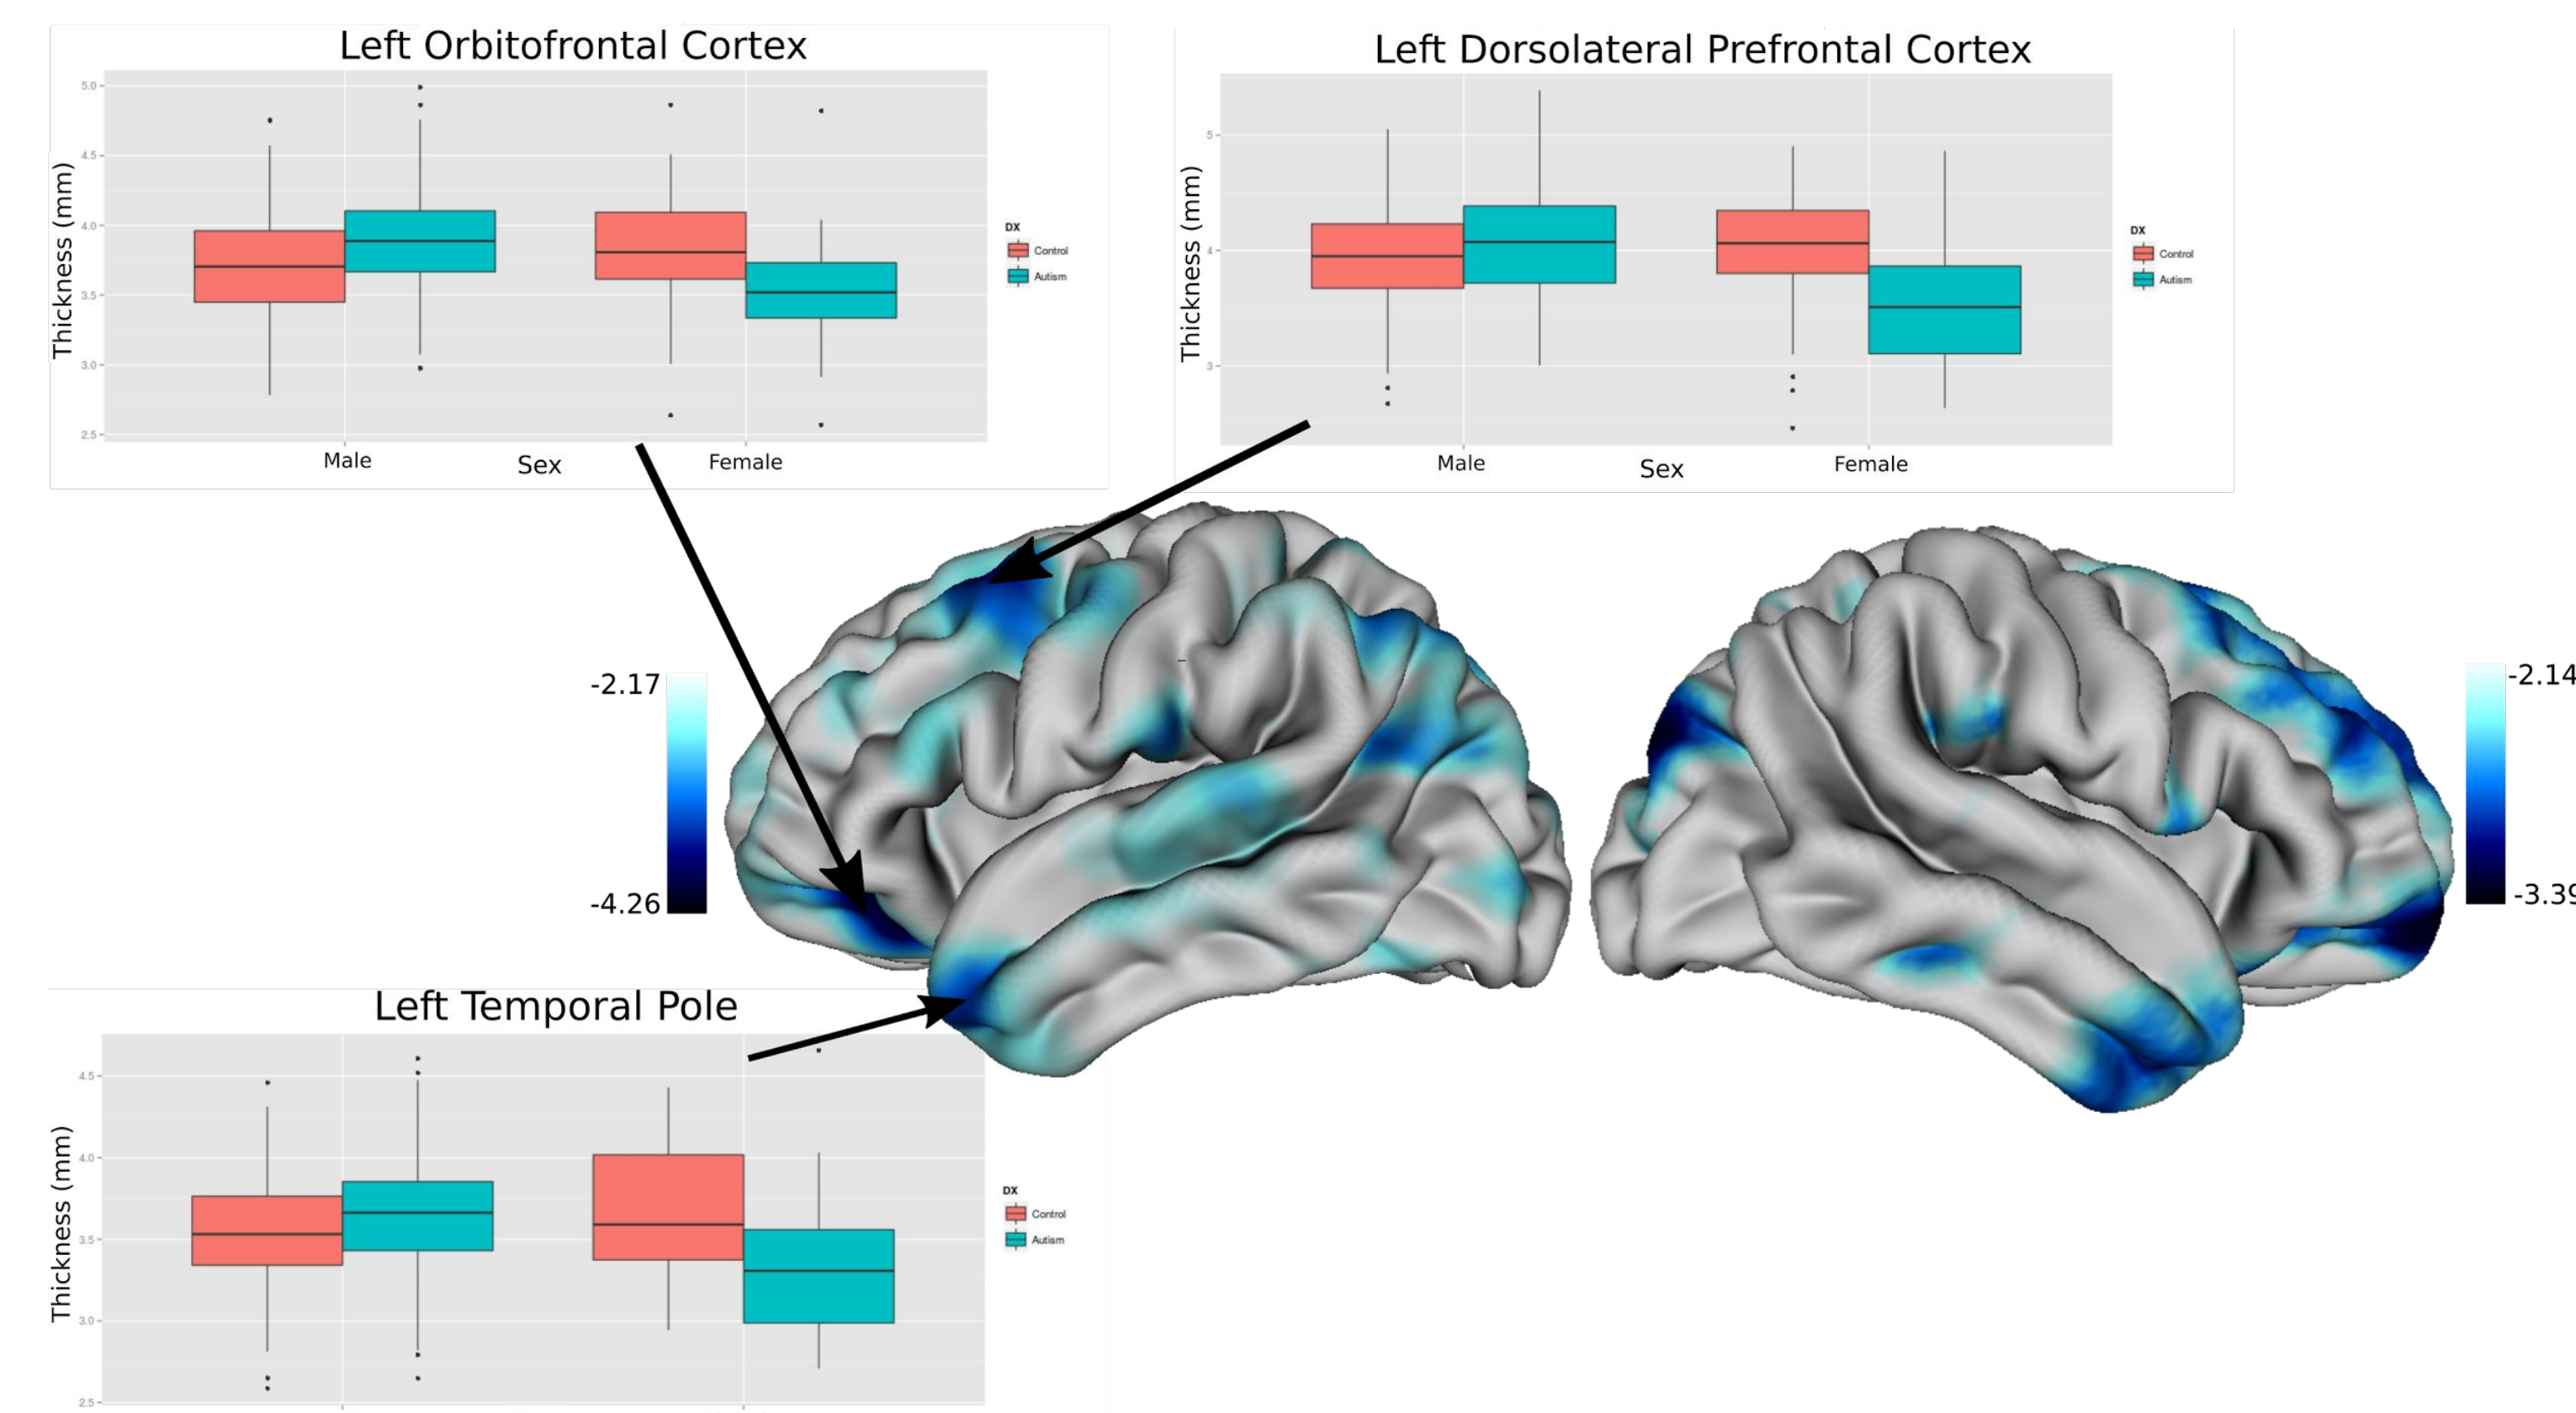 Left Orbitofrontal Cortex
5.0
4.5
4.0
3.5
3.0
2.5
Thickness (mm)
Male
Sex
Female
DX
Control
Autism
Left Dorsolateral Prefrontal Cortex
5
4
3
Thickness (mm)
Male
Sex
Female
DX
Control
Autism
-2.17
-4.26
-2.14
-3.39
Left Temporal Pole
4.5
4.0
3.5
3.0
2.5
Thickness (mm)
DX
Control
Autism